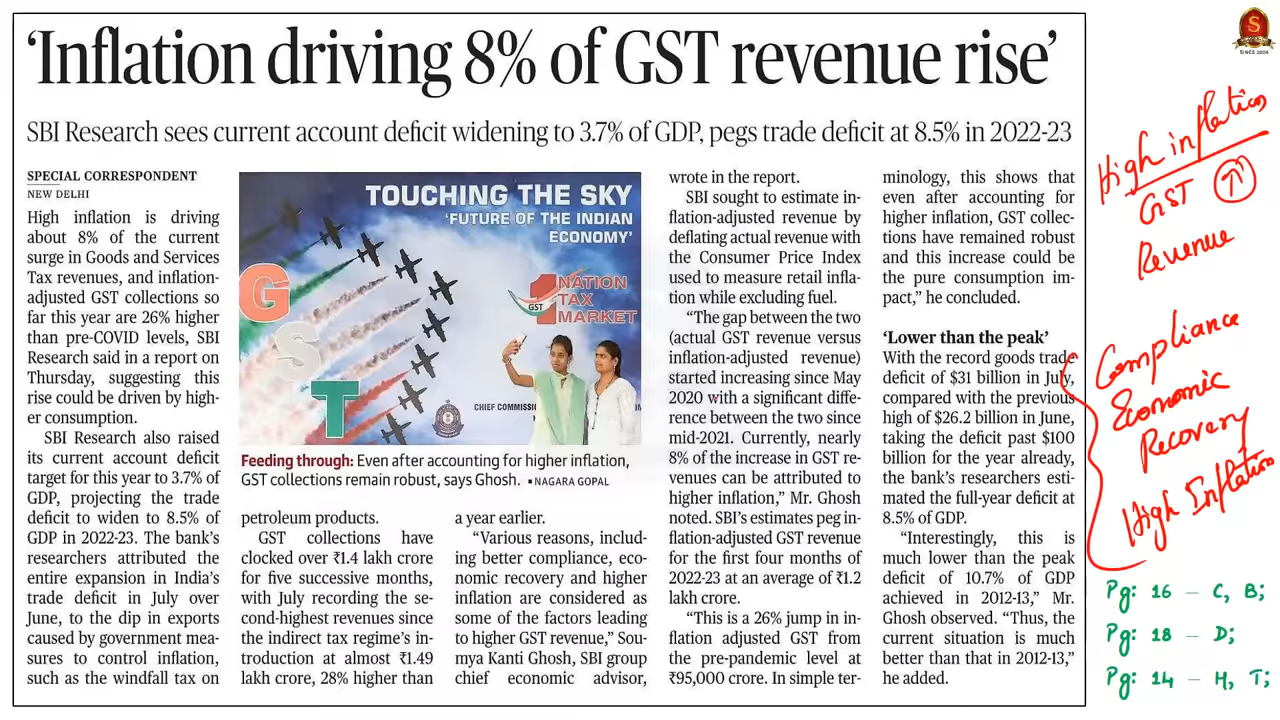 ‘Inflation driving 8% of GST revenue rise’
SBI Research sees current account deficit widening to 3.7% of GDP, pegs trade deficit at 8.5% in 2022-23
SPECIAL CORRESPONDENT
NEW DELHI
High inflation is driving
about 8% of the current
surge in Goods and Services
Tax revenues, and inflation-
adjusted GST collections so
far this year are 26% higher
than pre-COVID levels, SBI
Research said in a report on
Thursday, suggesting this
rise could be driven by high-
er consumption.
SBI Research also raised
its current account deficit
target for this year to 3.7% of
GDP, projecting the trade
deficit to widen to 8.5% of
GDP in 2022-23. The bank’s
researchers attributed the
entire expansion in India’s
trade deficit in July over
June, to the dip in exports
caused by government mea-
sures to control inflation,
such as the windfall tax on
TOUCHING THE SKY
‘FUTURE OF THE INDIAN
ECONOMY’
GST
1 NATION
TAX
MARKET
GST
CHIEF COMMISSI
Feeding through: Even after accounting for higher inflation,
GST collections remain robust, says Ghosh. ▪ NAGARA GOPAL
petroleum products.
GST collections have
clocked over ₹1.4 lakh crore
for five successive months,
with July recording the se-
cond-highest revenues since
the indirect tax regime’s in-
troduction at almost ₹1.49
lakh crore, 28% higher than
a year earlier.
“Various reasons, includ-
ing better compliance, eco-
nomic recovery and higher
inflation are considered as
some of the factors leading
to higher GST revenue,” Sou-
mya Kanti Ghosh, SBI group
chief economic advisor,
wrote in the report.
SBI sought to estimate in-
flation-adjusted revenue by
deflating actual revenue with
the Consumer Price Index
used to measure retail infla-
tion while excluding fuel.
“The gap between the two
(actual GST revenue versus
inflation-adjusted revenue)
started increasing since May
2020 with a significant diffe-
rence between the two since
mid-2021. Currently, nearly
8% of the increase in GST re-
venues can be attributed to
higher inflation,” Mr. Ghosh
noted. SBI’s estimates peg in-
flation-adjusted GST revenue
for the first four months of
2022-23 at an average of ₹1.2
lakh crore.
“This is a 26% jump in in-
flation adjusted GST from
the pre-pandemic level at
₹95,000 crore. In simple ter-
minology, this shows that
even after accounting for
higher inflation, GST collec-
tions have remained robust
and this increase could be
the pure consumption im-
pact,” he concluded.
‘Lower than the peak’
With the record goods trade
deficit of $31 billion in July,
compared with the previous
high of $26.2 billion in June,
taking the deficit past $100
billion for the year already,
the bank’s researchers esti-
mated the full-year deficit at
8.5% of GDP.
“Interestingly, this is
much lower than the peak
deficit of 10.7% of GDP
achieved in 2012-13,” Mr.
Ghosh observed. “Thus, the
current situation is much
better than that in 2012-13,”
he added.
SINCE 2004
High inflation
GST ↑
Revenue
Compliance
Economic
Recovery
High Inflation
Pg: 16 – C, B;
Pg: 18 – D;
Pg: 14 – H, T;